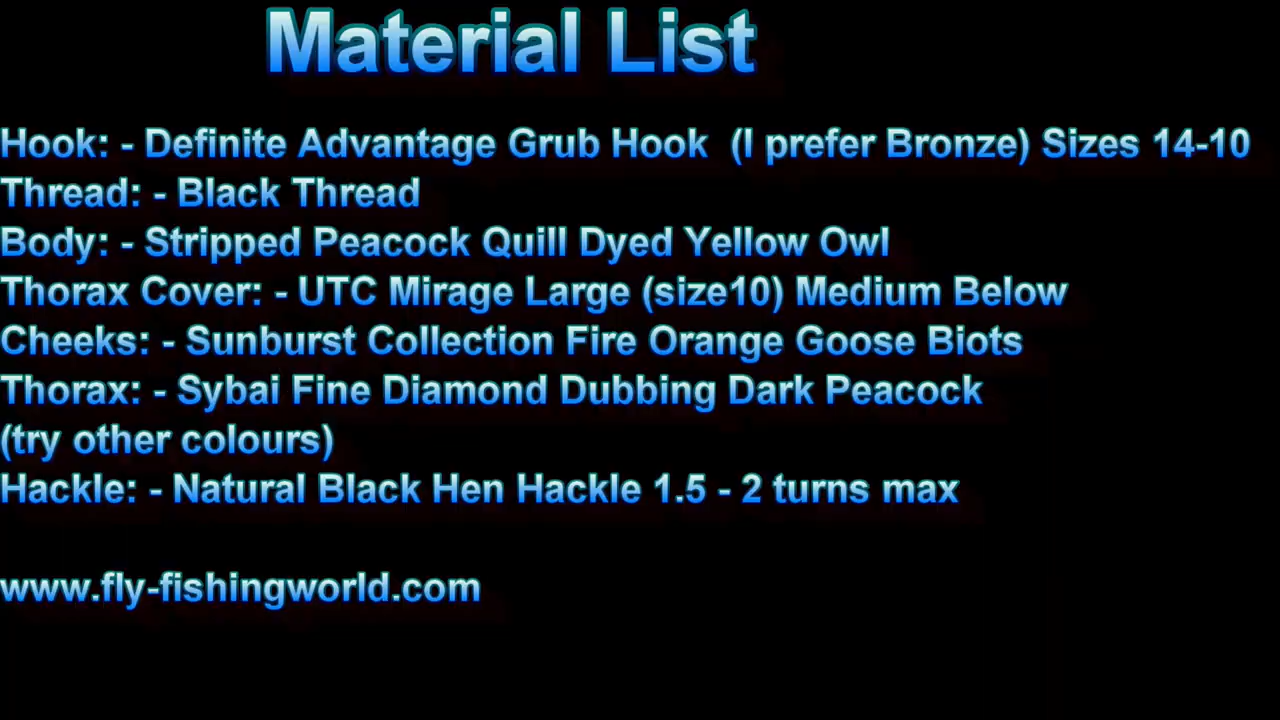 Material List
Hook: - Definite Advantage Grub Hook (I prefer Bronze) Sizes 14-10
Thread: - Black Thread
Body: - Stripped Peacock Quill Dyed Yellow Owl
Thorax Cover: - UTC Mirage Large (size10) Medium Below
Cheeks: - Sunburst Collection Fire Orange Goose Biots
Thorax: - Sybai Fine Diamond Dubbing Dark Peacock
(try other colours)
Hackle: - Natural Black Hen Hackle 1.5 - 2 turns max
www.fly-fishingworld.com